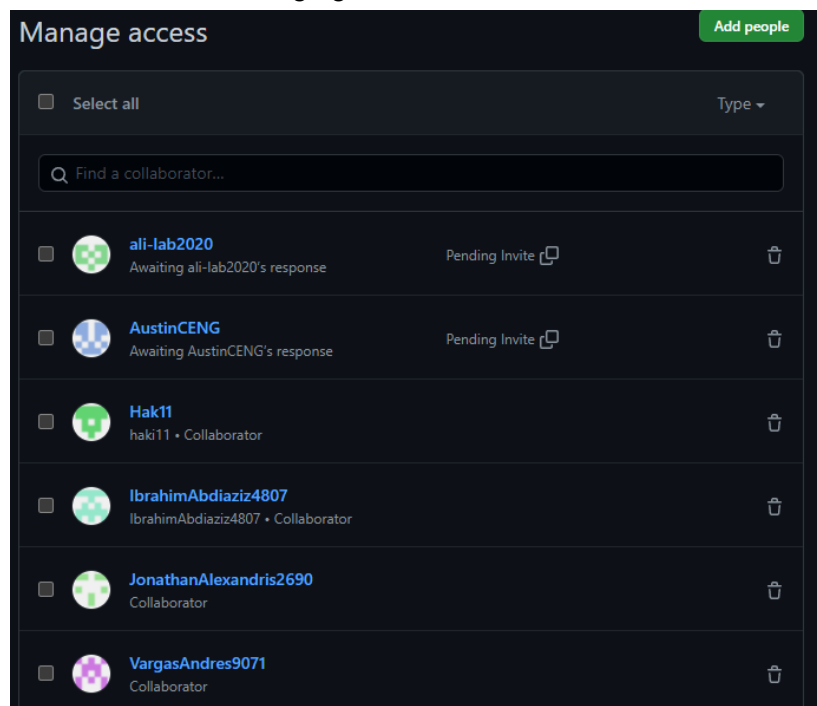 Manage access
Add people
Select all
Type
Find a collaborator...
ali-lab2020
Awaiting ali-lab2020's response
Pending Invite
AustinCENG
Awaiting AustinCENG's response
Pending Invite
Hak11
haki11 • Collaborator
IbrahimAbdiaziz4807
IbrahimAbdiaziz4807 • Collaborator
JonathanAlexandris2690
Collaborator
VargasAndres9071
Collaborator